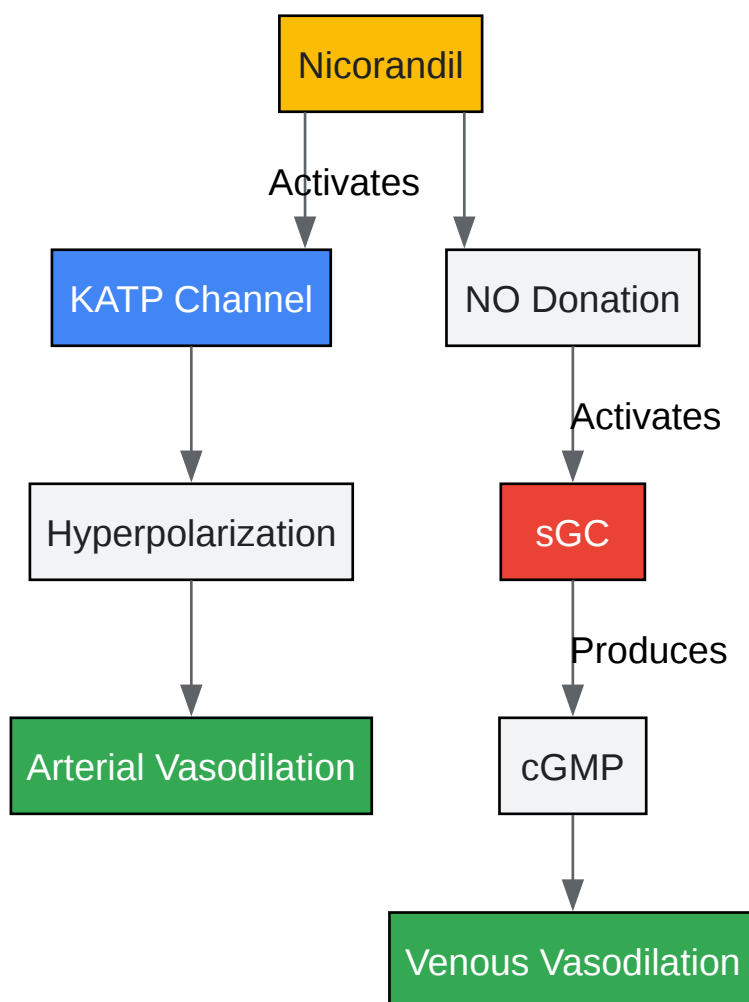 Nicorandil
Activates
KATP Channel
NO Donation
Activates
Hyperpolarization
sGC
Produces
Arterial Vasodilation
cGMP
Venous Vasodilation